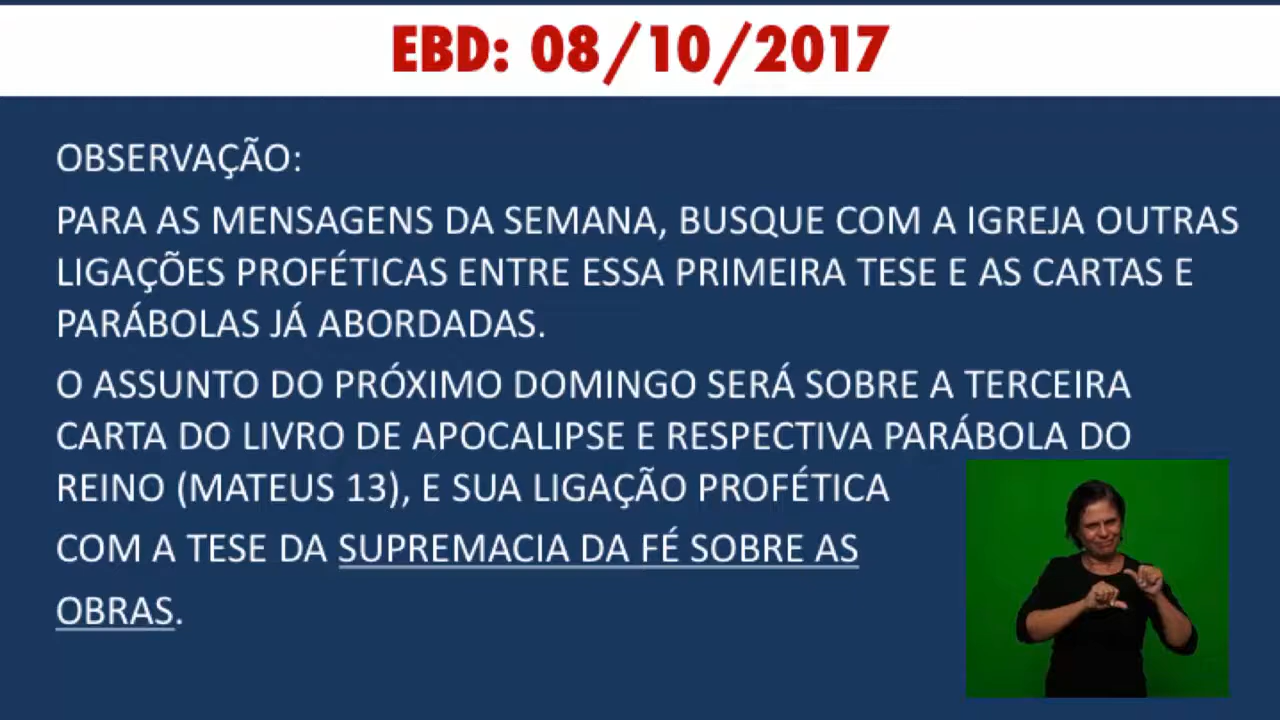 EBD: 08/10/2017
OBSERVAÇÃO:
PARA AS MENSAGENS DA SEMANA, BUSQUE COM A IGREJA OUTRAS
LIGAÇÕES PROFÉTICAS ENTRE ESSA PRIMEIRA TESE E AS CARTAS E
PARÁBOLAS JÁ ABORDADAS.
O ASSUNTO DO PRÓXIMO DOMINGO SERÁ SOBRE A TERCEIRA
CARTA DO LIVRO DE APOCALIPSE E RESPECTIVA PARÁBOLA DO
REINO (MATEUS 13), E SUA LIGAÇÃO PROFÉTICA
COM A TESE DA SUPREMACIA DA FÉ SOBRE AS
OBRAS.